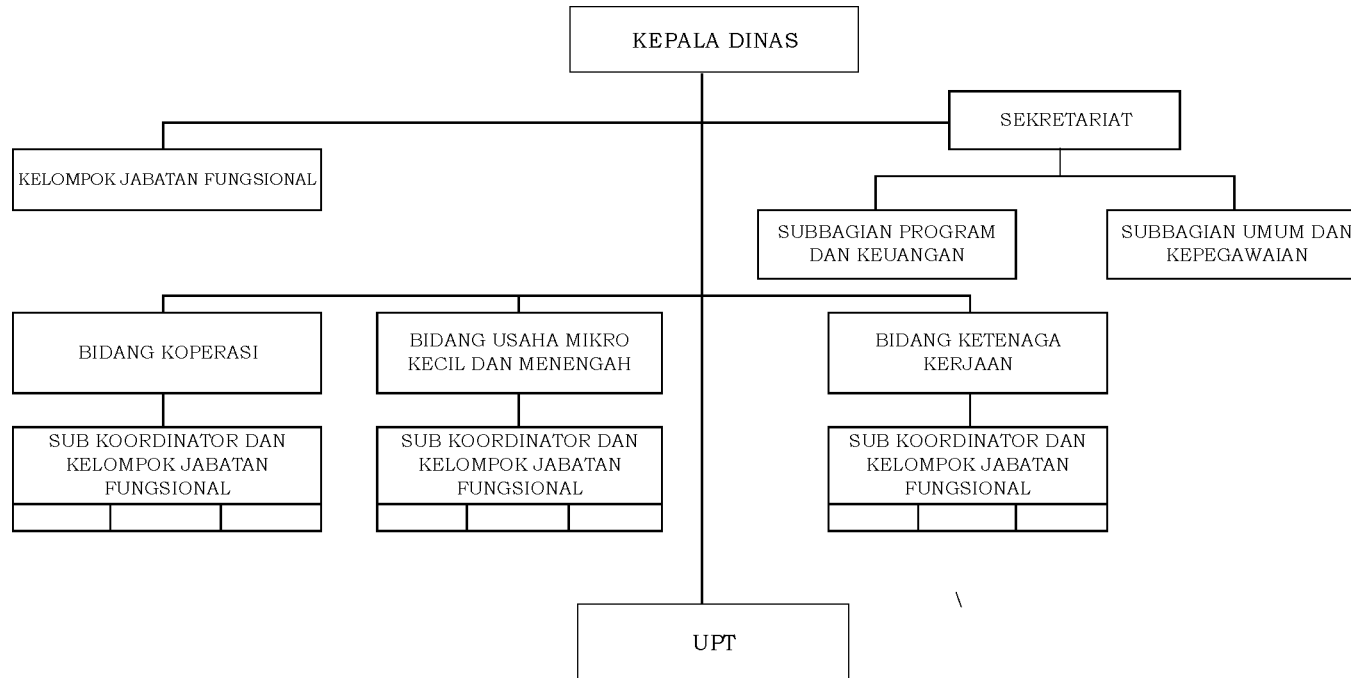 KEPALA DINAS
SEKRETARIAT
KELOMPOK JABATAN FUNGSIONAL
SUBBAGIAN PROGRAM
DAN KEUANGAN
SUBBAGIAN UMUM DAN
KEPEGAWAIAN
BIDANG KOPERASI
BIDANG USAHA MIKRO
KECIL DAN MENENGAH
BIDANG KETENAGA
KERJAAN
SUB KOORDINATOR DAN
KELOMPOK JABATAN
FUNGSIONAL
SUB KOORDINATOR DAN
KELOMPOK JABATAN
FUNGSIONAL
SUB KOORDINATOR DAN
KELOMPOK JABATAN
FUNGSIONAL
\
UPT